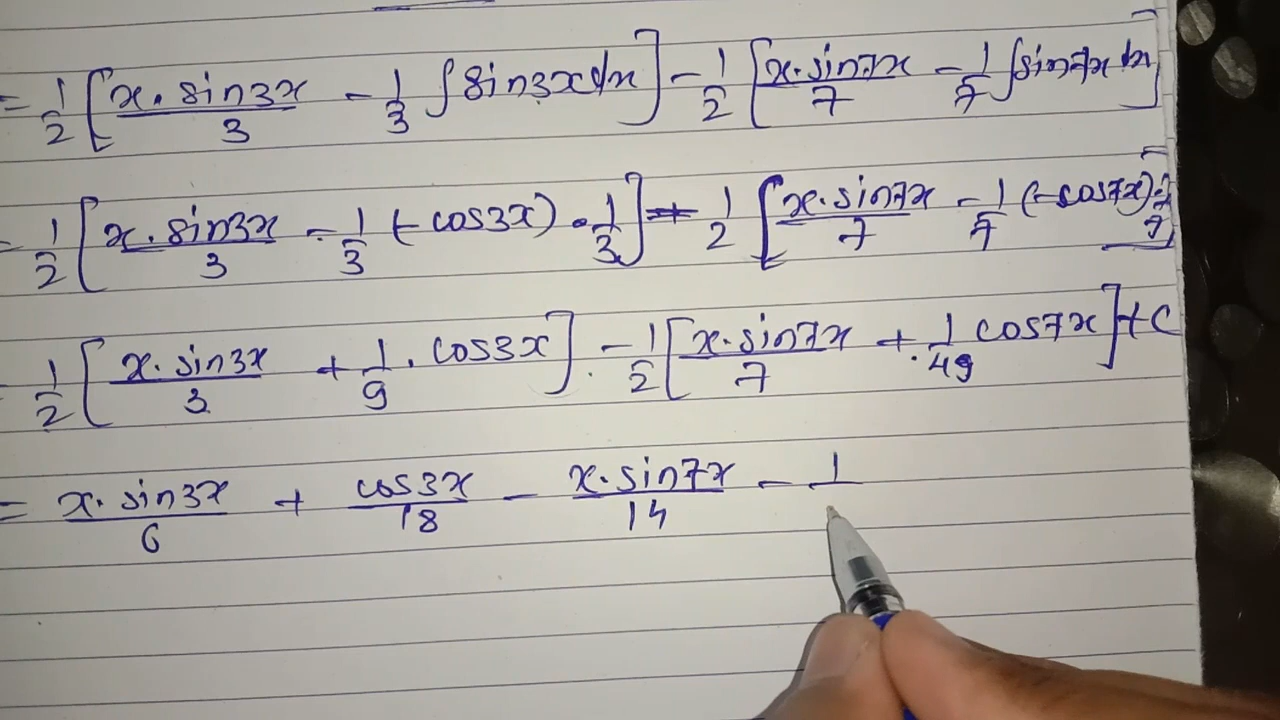 = 1/2 [x. sin3x/3 - 1/3 ∫sin3xdx] - 1/2 [x.sin7x/7 - 1/7 ∫sin7x dx]
= 1/2 [x. sin3x/3 - 1/3 (-cos3x) . 1/3] - 1/2 [x.sin7x/7 - 1/7 (-cos7x).1/7]
= 1/2 [x. sin3x/3 + 1/9 . cos3x] - 1/2 [x.sin7x/7 + 1/49 cos7x] + C
= x. sin3x/6 + cos3x/18 - x.sin7x/14 - 1